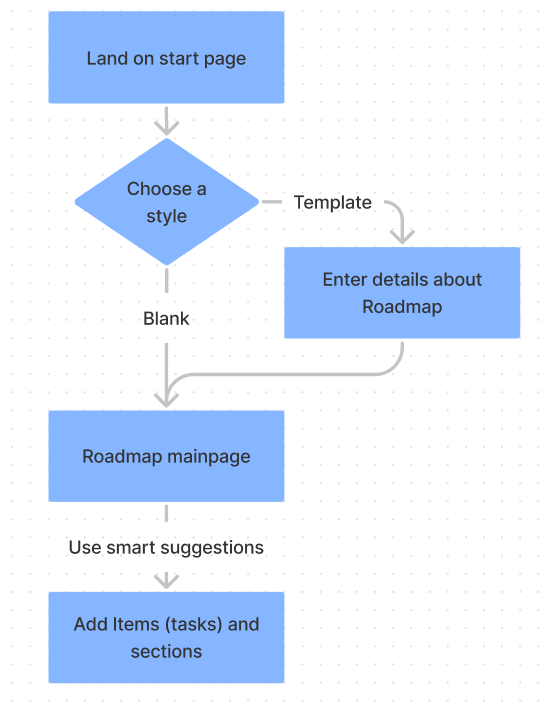 Land on start page
Choose a
style
Template
Enter details about
Roadmap
Blank
Roadmap mainpage
Use smart suggestions
Add Items (tasks) and
sections